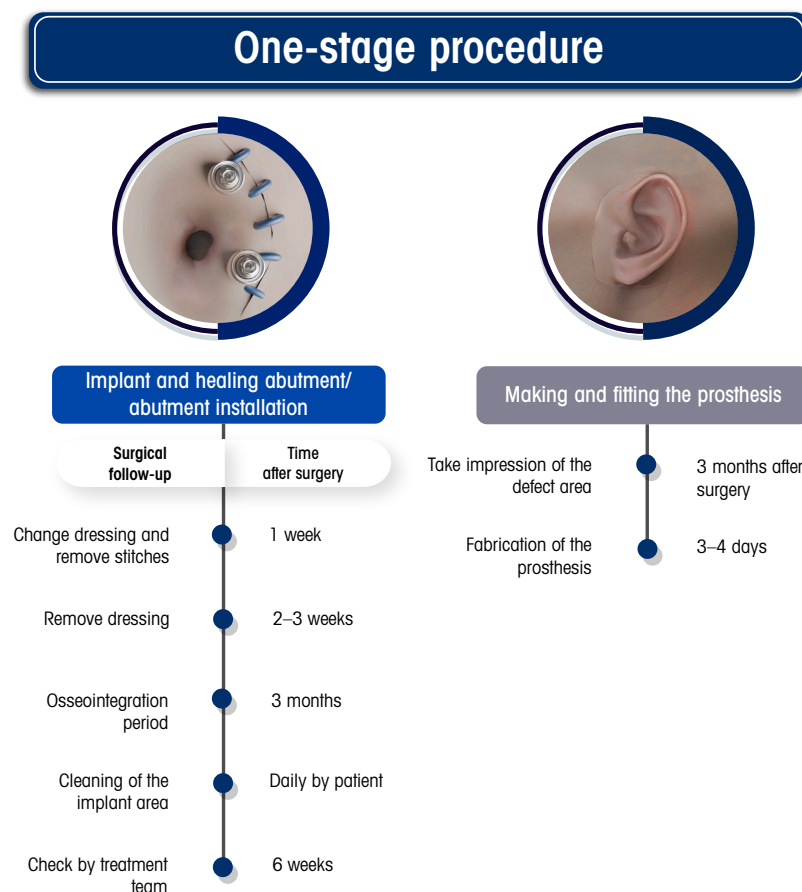 One-stage procedure
Implant and healing abutment/
abutment installation
Surgical
follow-up
Time
after surgery
Change dressing and
remove stitches
1 week
Remove dressing
2–3 weeks
Osseointegration
period
3 months
Cleaning of the
implant area
Daily by patient
Check by treatment
team
6 weeks
Making and fitting the prosthesis
Take impression of the
defect area
3 months after
surgery
Fabrication of the
prosthesis
3–4 days